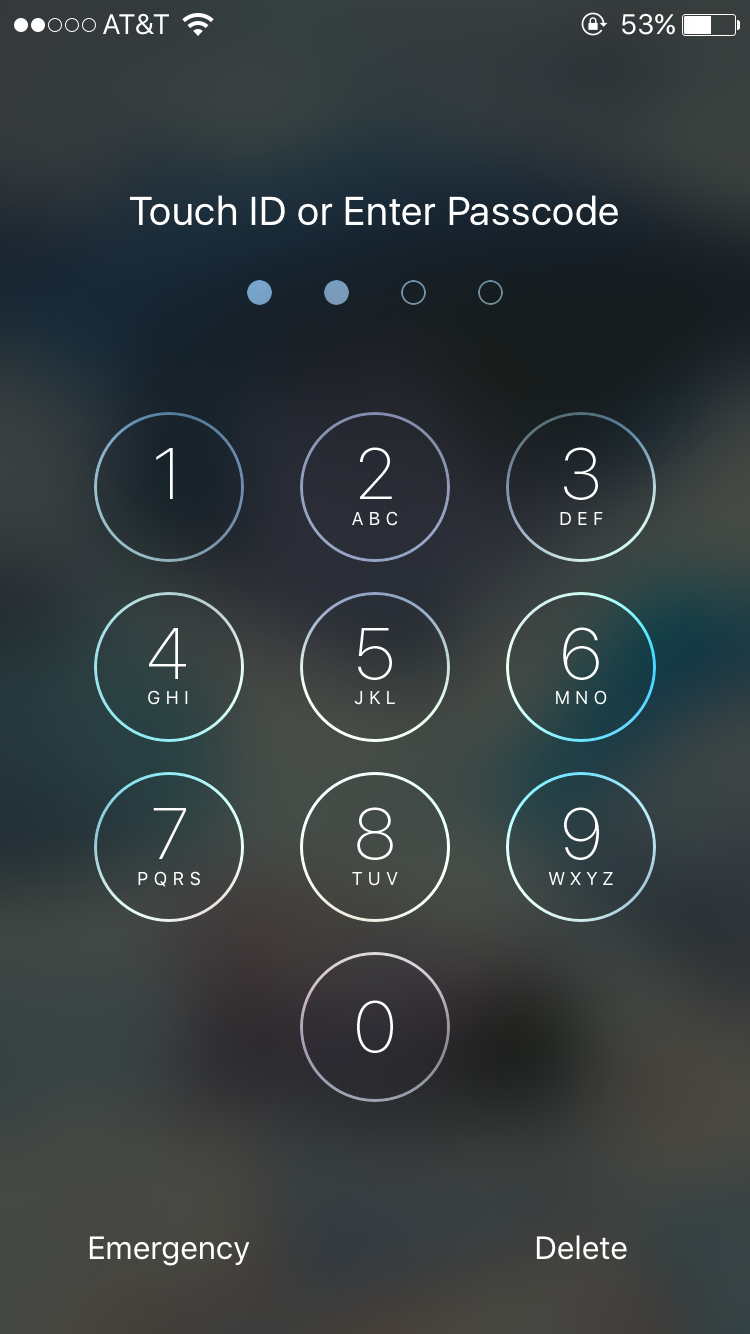 AT&T 53%
Touch ID or Enter Passcode
1 2 3
ABC DEF
4 5 6
GHI JKL MNO
7 8 9
PQRS TUV WXYZ
0
Emergency Delete